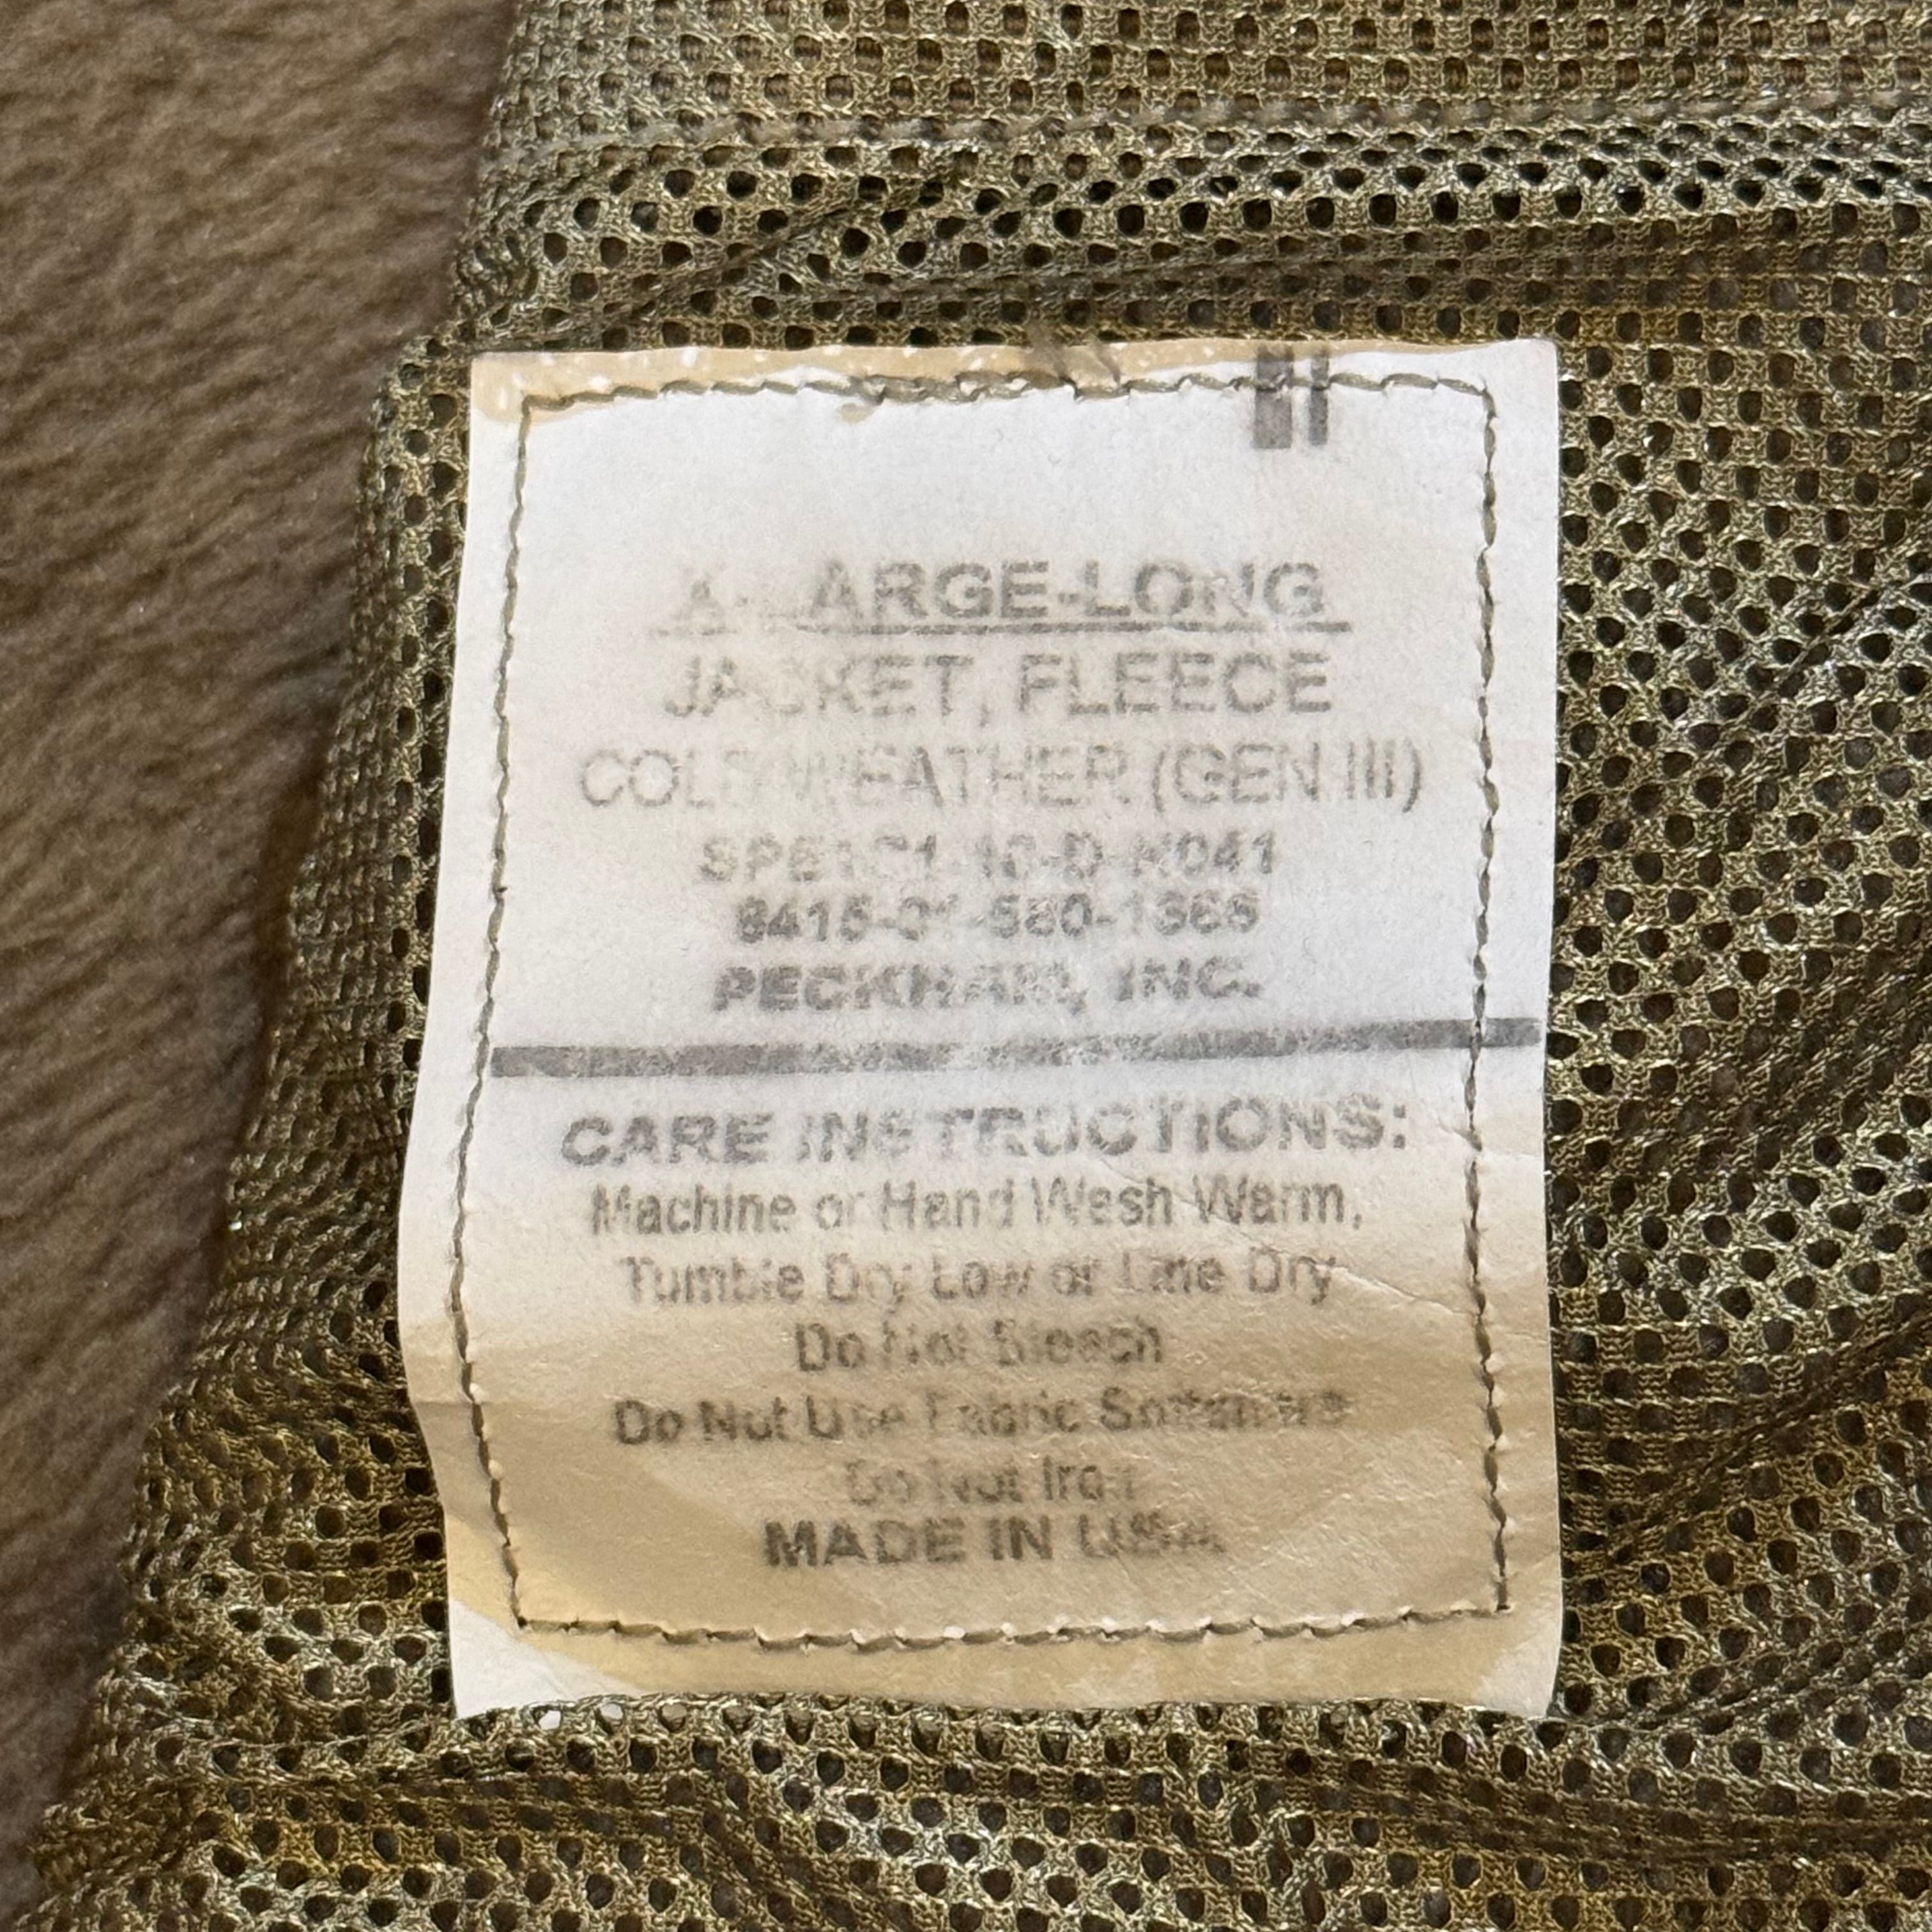 X-LARGE-LONG
JACKET, FLEECE
COLD WEATHER (GEN III)
PECKHAM, INC.
CARE INSTRUCTIONS:
Machine or Hand Wash Warm,
Tumble Dry Low or Line Dry
Do Not Bleach
Do Not Use Fabric Softeners
Do Not Iron
MADE IN USA